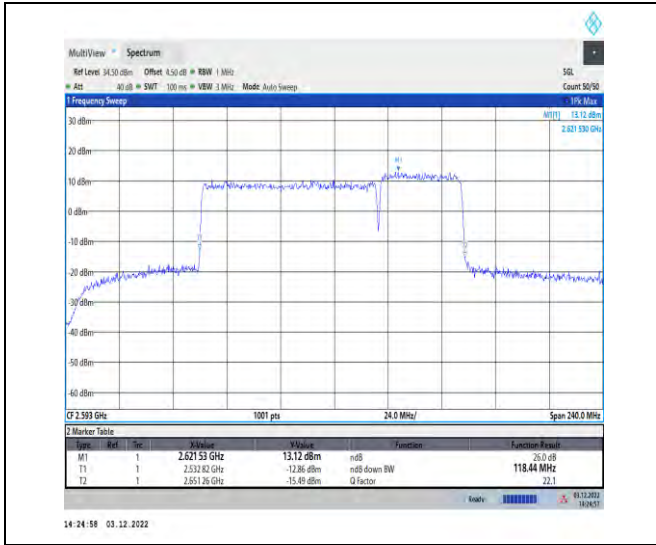 MultiView Spectrum
Ref Level 34.50 dBm Offset 4.50 dB RBW 1 MHz SGL
Att 40 dB SWT 100 ms VBW 3 MHz Mode Auto Sweep Count 50/50
1 Frequency Sweep 1Pk Max
M1[1] 13.12 dBm
2.621 530 GHz
30 dBm
20 dBm
M1
10 dBm
0 dBm
-10 dBm
-20 dBm
-30 dBm
-40 dBm
-50 dBm
-60 dBm
CF 2.593 GHz 1001 pts 24.0 MHz/ Span 240.0 MHz
2 Marker Table
Type Ref Trc X-Value Y-Value Function Function Result
M1 1 2.621 53 GHz 13.12 dBm ndB 26.0 dB
T1 1 2.532 82 GHz -12.86 dBm ndB down BW 118.44 MHz
T2 1 2.651 26 GHz -15.49 dBm Q Factor 22.1
Ready 03.12.2022
14:24:57
14:24:58 03.12.2022